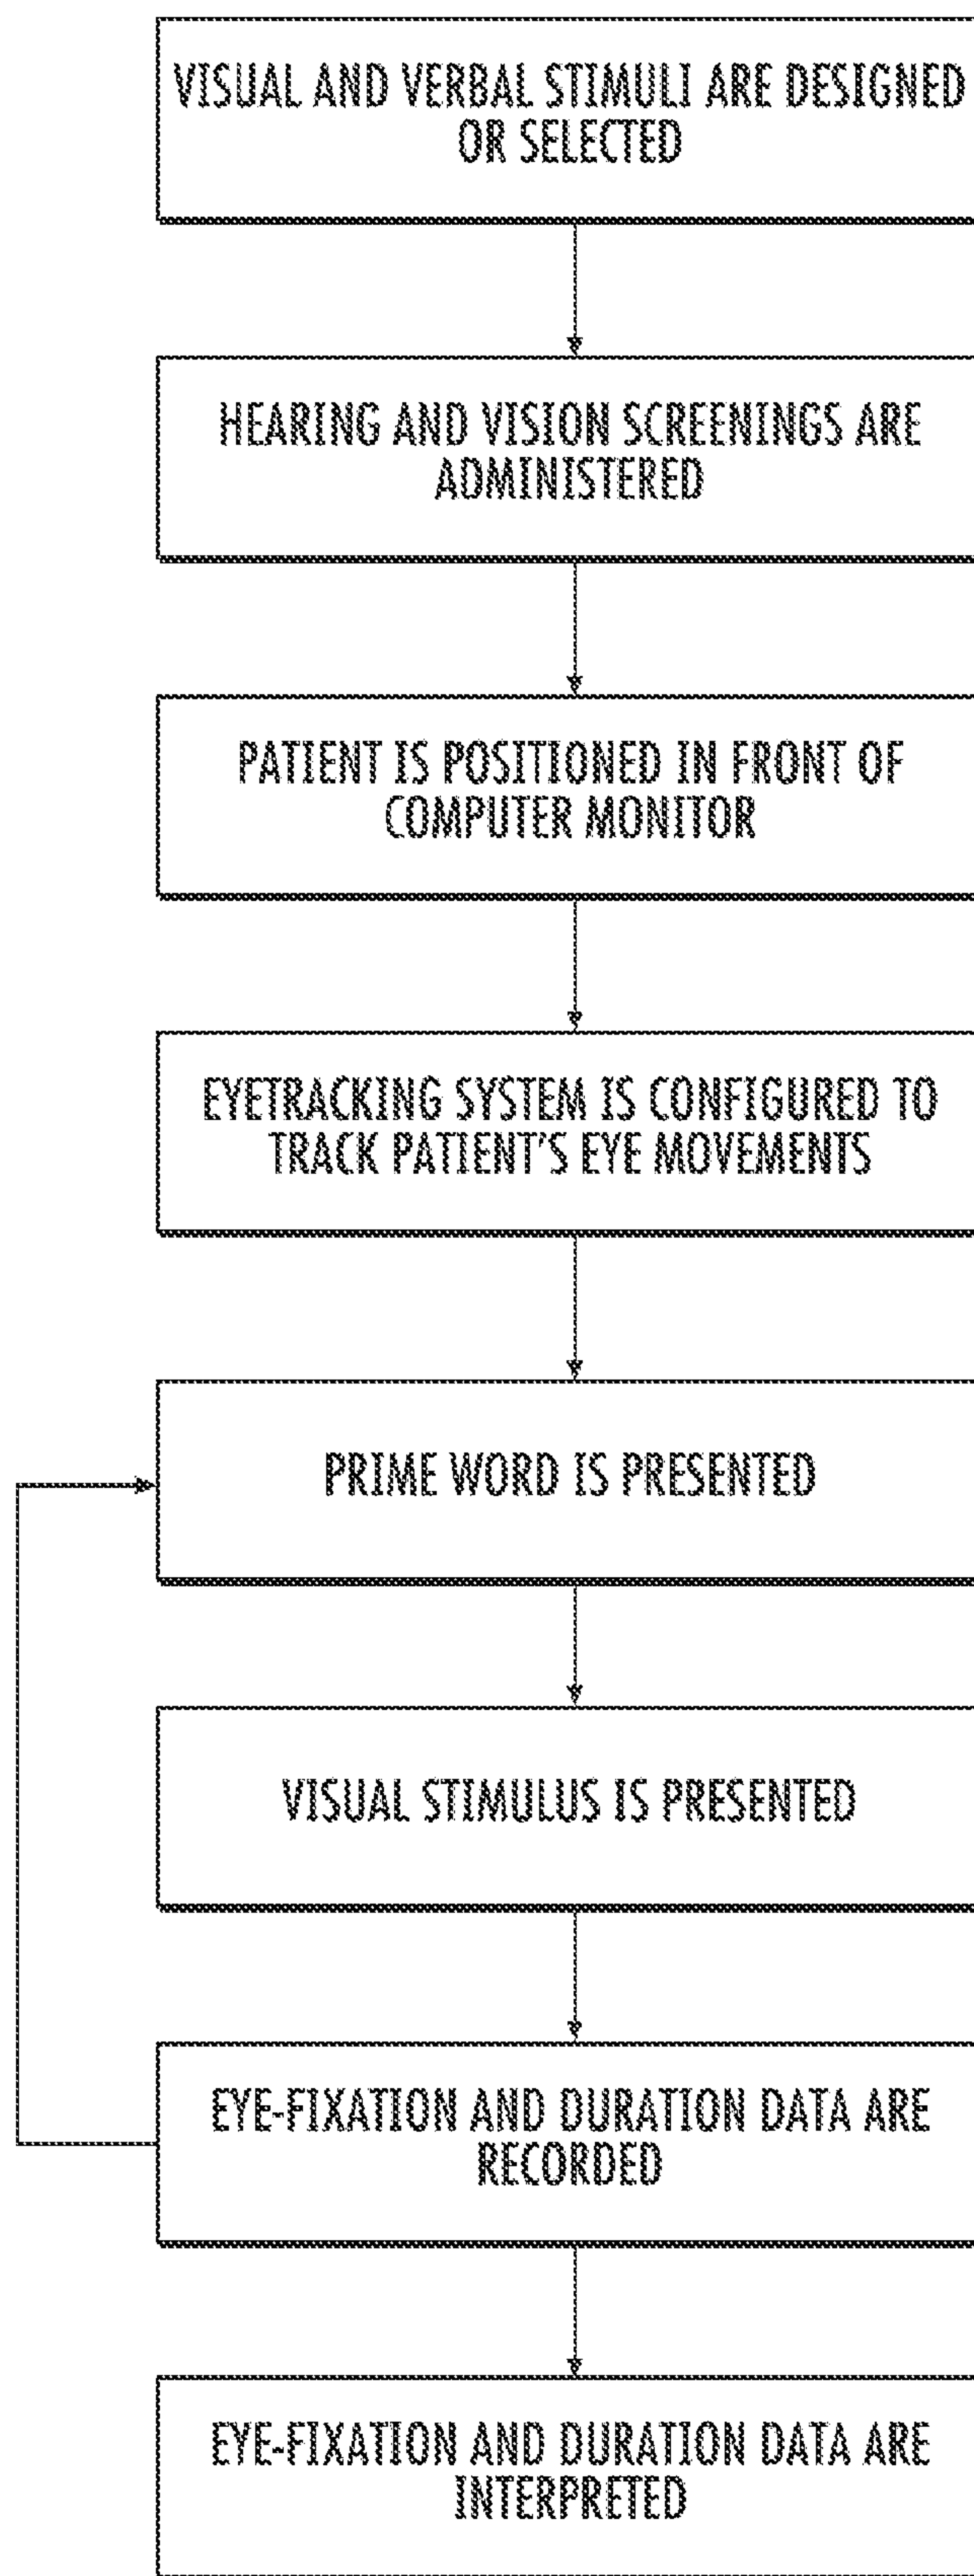 VISUAL AND VERBAL STIMULI ARE DESIGNED
OR SELECTED
HEARING AND VISION SCREENINGS ARE
ADMINISTERED
PATIENT IS POSITIONED IN FRONT OF
COMPUTER MONITOR
EYETRACKING SYSTEM IS CONFIGURED TO
TRACK PATIENT'S EYE MOVEMENTS
PRIME WORD IS PRESENTED
VISUAL STIMULUS IS PRESENTED
EYE-FIXATION AND DURATION DATA ARE
RECORDED
EYE-FIXATION AND DURATION DATA ARE
INTERPRETED